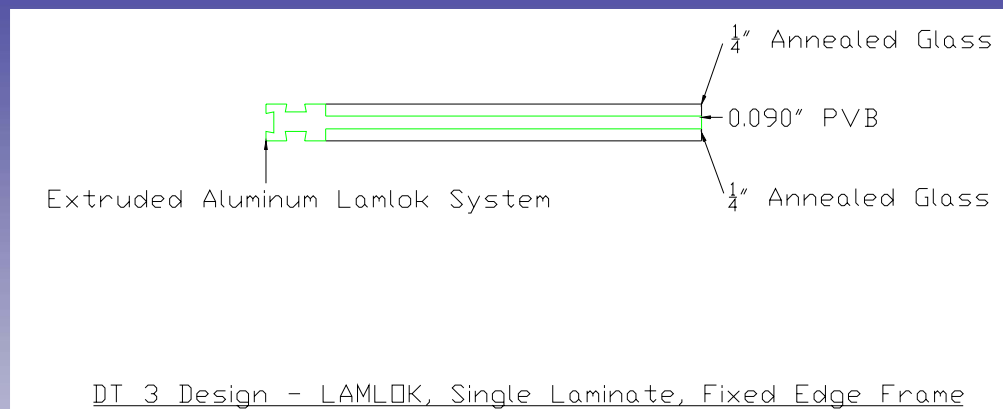 1/4" Annealed Glass
0.090" PVB
1/4" Annealed Glass
Extruded Aluminum Lamlok System
DT 3 Design - LAMLOK, Single Laminate, Fixed Edge Frame